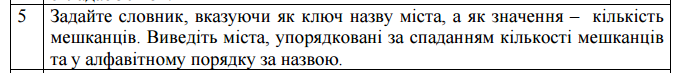 5 Задайте словник, вказуючи як ключ назву міста, а як значення – кількість
мешканців. Виведіть міста, упорядковані за спаданням кількості мешканців
та у алфавітному порядку за назвою.